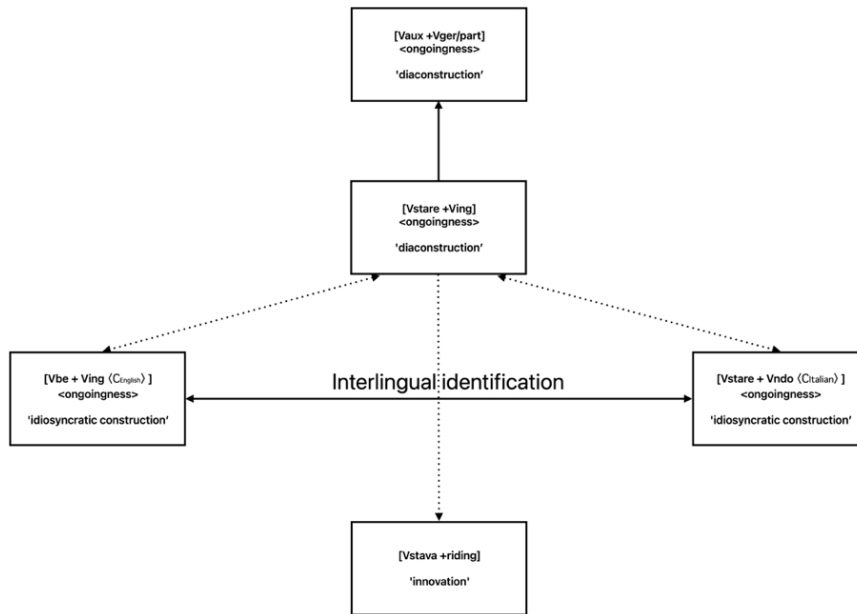 [Vaux +Vger/part]
<ongoingness>
'diaconstruction'
[Vstare +Ving]
<ongoingness>
'diaconstruction'
[Vbe + Ving 〈CEnglish〉 ]
<ongoingness>
'idiosyncratic construction'
Interlingual identification
[Vstare + Vndo 〈CItalian〉 ]
<ongoingness>
'idiosyncratic construction'
[Vstava +riding]
'innovation'